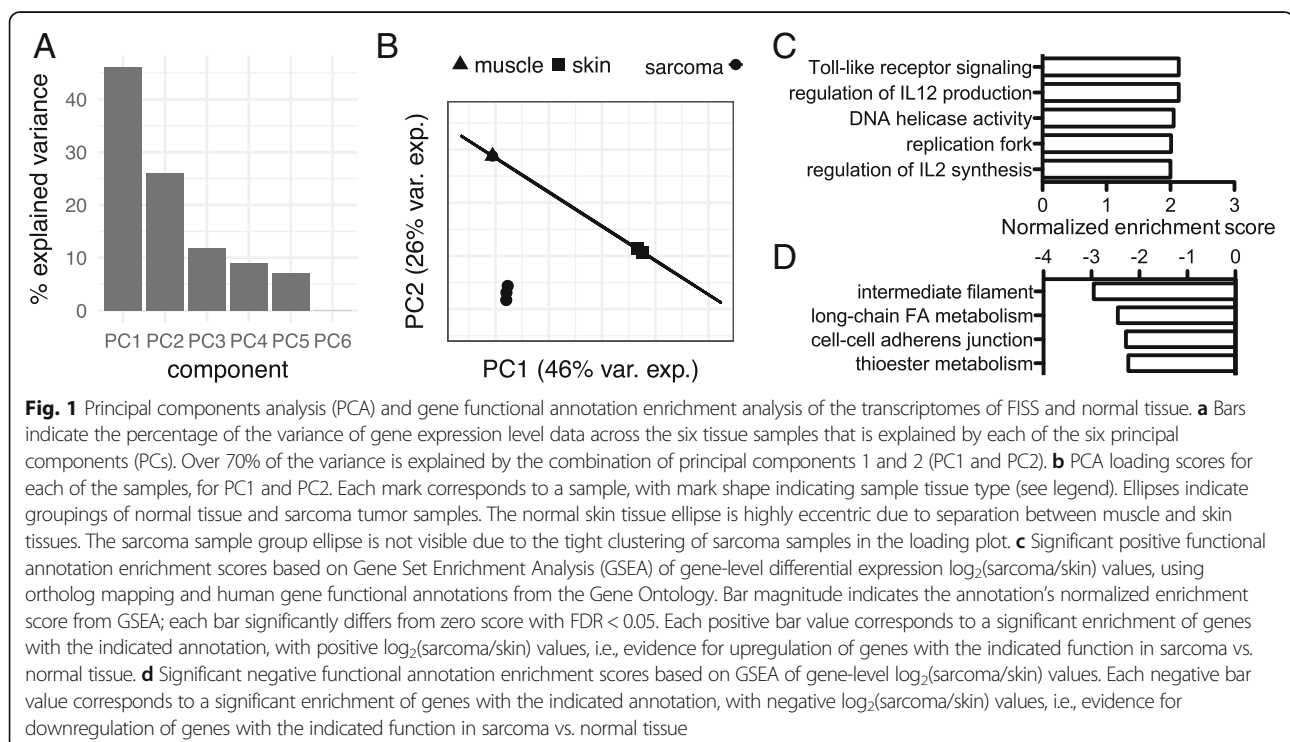 A
% explained variance
40
30
20
10
0
PC1 PC2 PC3 PC4 PC5 PC6
component
B
muscle skin sarcoma
PC2 (26% var. exp.)
PC1 (46% var. exp.)
C
Toll-like receptor signaling
regulation of IL12 production
DNA helicase activity
replication fork
regulation of IL2 synthesis
0 1 2 3
Normalized enrichment score
D
-4 -3 -2 -1 0
intermediate filament
long-chain FA metabolism
cell-cell adherens junction
thioester metabolism
Fig. 1 Principal components analysis (PCA) and gene functional annotation enrichment analysis of the transcriptomes of FISS and normal tissue. a Bars
indicate the percentage of the variance of gene expression level data across the six tissue samples that is explained by each of the six principal
components (PCs). Over 70% of the variance is explained by the combination of principal components 1 and 2 (PC1 and PC2). b PCA loading scores for
each of the samples, for PC1 and PC2. Each mark corresponds to a sample, with mark shape indicating sample tissue type (see legend). Ellipses indicate
groupings of normal tissue and sarcoma tumor samples. The normal skin tissue ellipse is highly eccentric due to separation between muscle and skin
tissues. The sarcoma sample group ellipse is not visible due to the tight clustering of sarcoma samples in the loading plot. c Significant positive functional
annotation enrichment scores based on Gene Set Enrichment Analysis (GSEA) of gene-level differential expression log₂(sarcoma/skin) values, using
ortholog mapping and human gene functional annotations from the Gene Ontology. Bar magnitude indicates the annotation's normalized enrichment
score from GSEA; each bar significantly differs from zero score with FDR < 0.05. Each positive bar value corresponds to a significant enrichment of genes
with the indicated annotation, with positive log₂(sarcoma/skin) values, i.e., evidence for upregulation of genes with the indicated function in sarcoma vs.
normal tissue. d Significant negative functional annotation enrichment scores based on GSEA of gene-level log₂(sarcoma/skin) values. Each negative bar
value corresponds to a significant enrichment of genes with the indicated annotation, with negative log₂(sarcoma/skin) values, i.e., evidence for
downregulation of genes with the indicated function in sarcoma vs. normal tissue